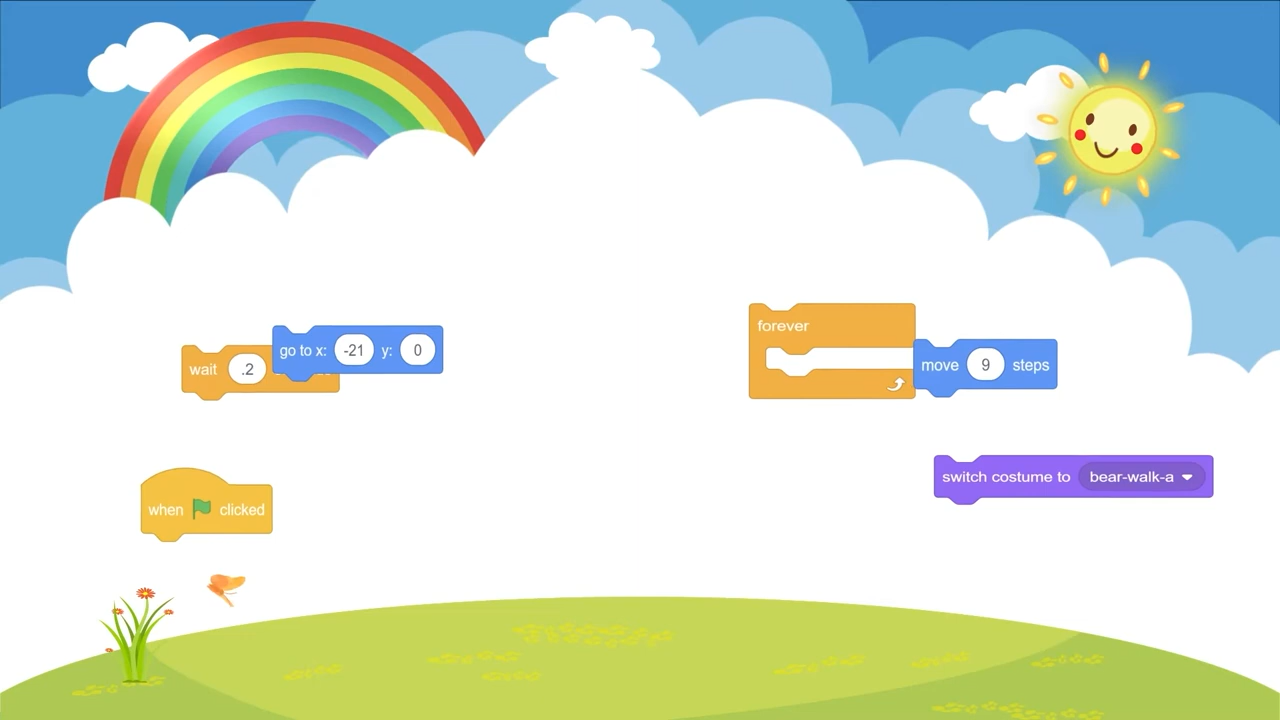 forever
go to x: -21 y: 0
wait .2
move 9 steps
switch costume to bear-walk-a
when clicked